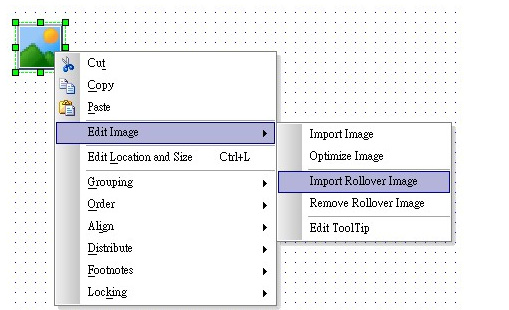 Cut
Copy
Paste
Edit Image
Edit Location and Size Ctrl+L
Grouping
Order
Align
Distribute
Footnotes
Locking
Import Image
Optimize Image
Import Rollover Image
Remove Rollover Image
Edit ToolTip